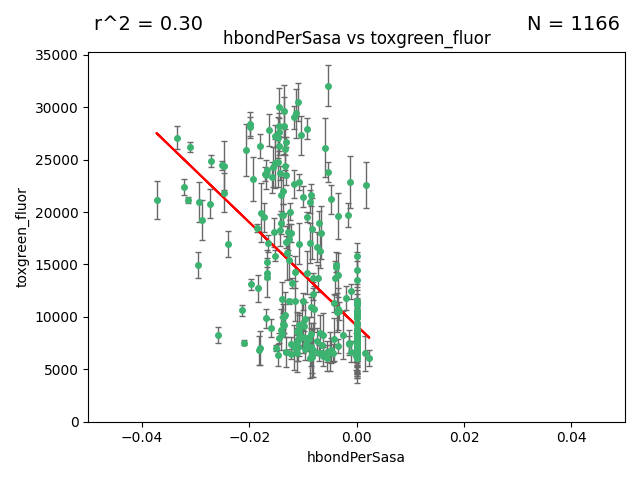 r^2 = 0.30
N = 1166
hbondPerSasa vs toxgreen_fluor
35000
30000
25000
20000
15000
10000
5000
0
toxgreen_fluor
−0.04
−0.02
0.00
0.02
0.04
hbondPerSasa